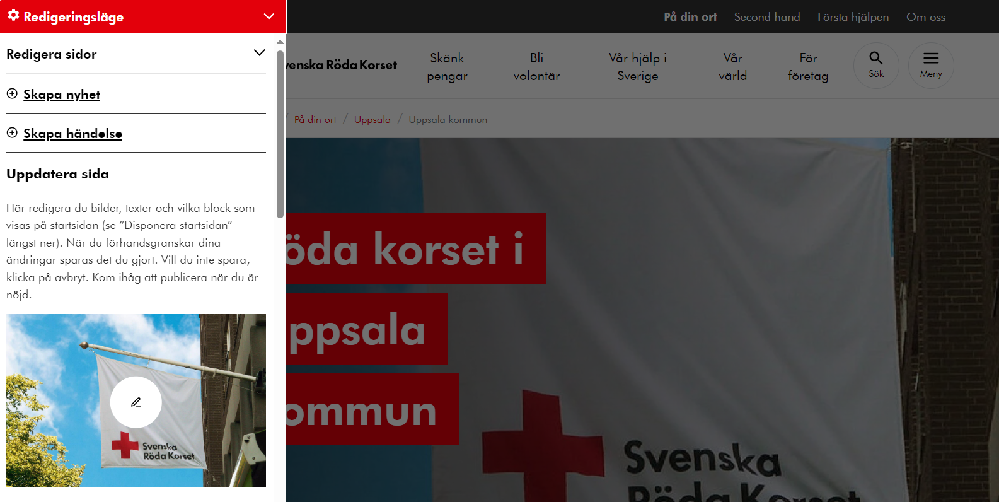 Redigeringsläge
Redigera sidor
Skapa nyhet
Skapa händelse
Uppdatera sida
Här redigera du bilder, texter och vilka block som
visas på startsidan (se ”Disponera startsidan”
längst ner). När du förhandsgranskar dina
ändringar sparas det du gjort. Vill du inte spara,
klicka på avbryt. Kom ihåg att publicera när du är
nöjd.
Svenska
Röda Korset
På din ort Second hand Första hjälpen Om oss
venska Röda Korset
Skänk
pengar
Bli
volontär
Vår hjälp i
Sverige
Vår
värld
För
företag
Sök
Meny
/ På din ort / Uppsala / Uppsala kommun
öda korset i
ppsala
ommun
Svenska
Röda Korset